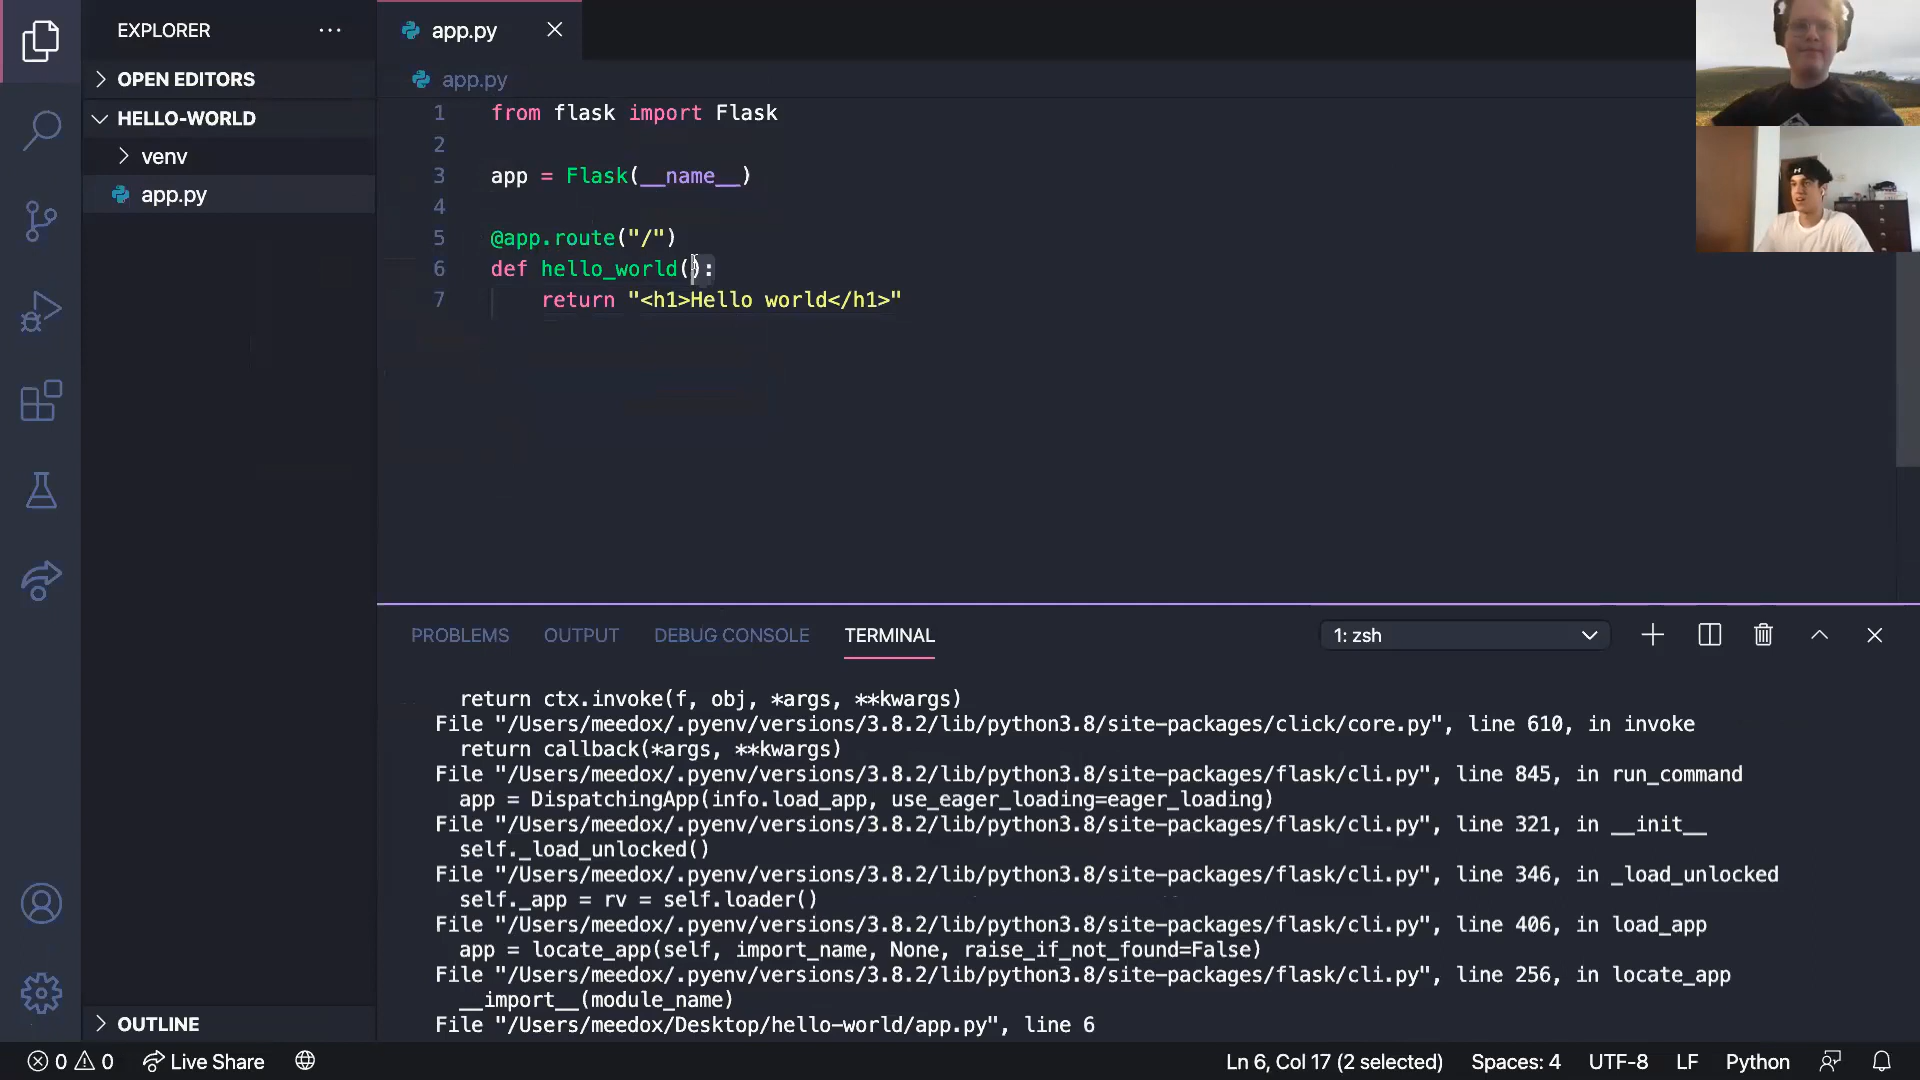 EXPLORER
OPEN EDITORS
HELLO-WORLD
venv
app.py
OUTLINE
app.py
app.py
1 from flask import Flask
2
3 app = Flask(__name__)
4
5 @app.route("/")
6 def hello_world():
7 return "<h1>Hello world</h1>"
PROBLEMS OUTPUT DEBUG CONSOLE TERMINAL 1: zsh
return ctx.invoke(f, obj, *args, **kwargs)
File "/Users/meedox/.pyenv/versions/3.8.2/lib/python3.8/site-packages/click/core.py", line 610, in invoke
return callback(*args, **kwargs)
File "/Users/meedox/.pyenv/versions/3.8.2/lib/python3.8/site-packages/flask/cli.py", line 845, in run_command
app = DispatchingApp(info.load_app, use_eager_loading=eager_loading)
File "/Users/meedox/.pyenv/versions/3.8.2/lib/python3.8/site-packages/flask/cli.py", line 321, in __init__
self._load_unlocked()
File "/Users/meedox/.pyenv/versions/3.8.2/lib/python3.8/site-packages/flask/cli.py", line 346, in _load_unlocked
self._app = rv = self.loader()
File "/Users/meedox/.pyenv/versions/3.8.2/lib/python3.8/site-packages/flask/cli.py", line 406, in load_app
app = locate_app(self, import_name, None, raise_if_not_found=False)
File "/Users/meedox/.pyenv/versions/3.8.2/lib/python3.8/site-packages/flask/cli.py", line 256, in locate_app
__import__(module_name)
File "/Users/meedox/Desktop/hello-world/app.py", line 6
0 0 Live Share Ln 6, Col 17 (2 selected) Spaces: 4 UTF-8 LF Python